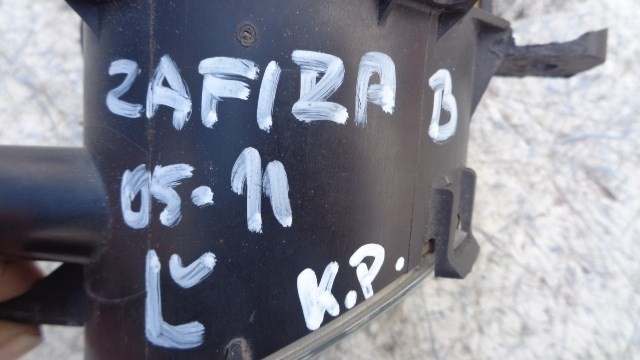 ZAFIRA B
05-11
L
K.P.